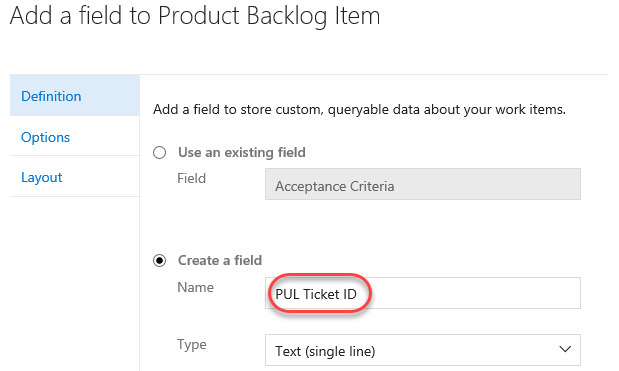 Add a field to Product Backlog Item
Definition
Options
Layout
Add a field to store custom, queryable data about your work items.
Use an existing field
Field
Acceptance Criteria
Create a field
Name
PUL Ticket ID
Type
Text (single line)